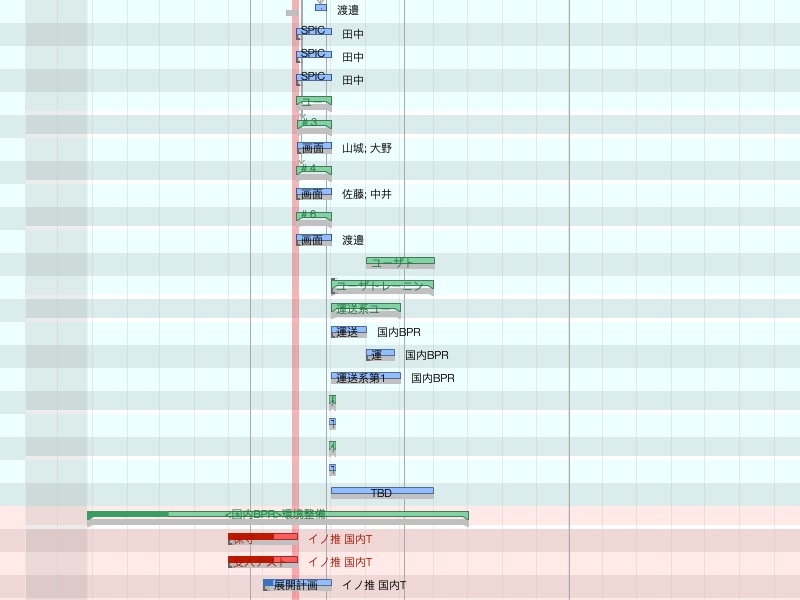 渡邉
SPIC 田中
SPIC 田中
SPIC 田中
ユー
# 3
画面 山城; 大野
# 4
画面 佐藤; 中井
# 6
画面 渡邉
ユーザト
ユーザトレーニン
運送系ユー
運送 国内BPR
運 国内BPR
運送系第1 国内BPR
TBD
<国内BPR>環境整備
保守 イノ推 国内T
受入テスト イノ推 国内T
展開計画 イノ推 国内T